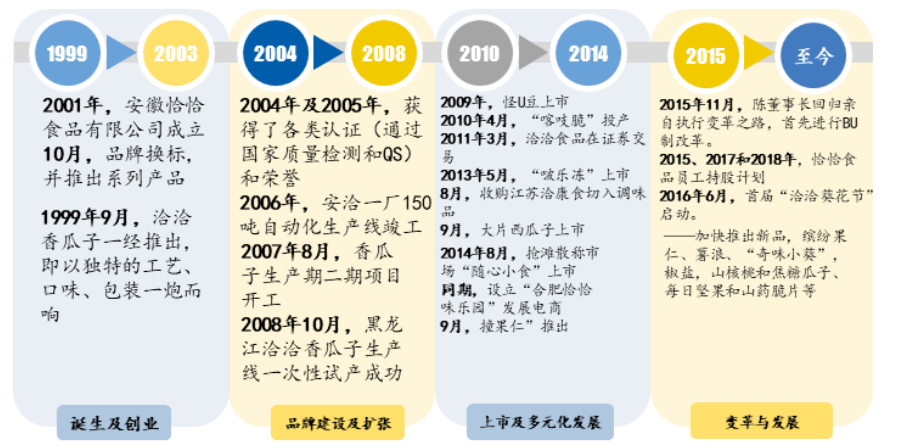 1999
2003
2001年，安徽恰恰
食品有限公司成立
10月，品牌换标，
并推出系列产品
1999年9月，洽洽
香瓜子一经推出，
即以独特的工艺、
口味、包装一炮而
响
诞生及创业
2004
2008
2004年及2005年，获
得了各类认证（通过
国家质量检测和QS）
和荣誉
2006年，安洽一厂150
吨自动化生产线竣工
2007年8月，香瓜
子生产期二期项目
开工
2008年10月，黑龙
江洽洽香瓜子生产
线一次性试产成功
品牌建设及扩张
2010
2014
2009年，怪U豆上市
2010年4月，“喀吱脆”投产
2011年3月，洽洽食品在证券交
易
2013年5月，“啵乐冻”上市
8月，收购江苏洽康食切入调味
品
9月，大片西瓜子上市
2014年8月，抢滩散称市
场“随心小食”上市
同期，设立“合肥恰恰
味乐园”发展电商
9月，撞果仁”推出
上市及多元化发展
2015
至今
2015年11月，陈董事长回归亲
自执行变革之路，首先进行BU
制改革。
2015、2017和2018年，恰恰食
品员工持股计划
2016年6月，首届“洽洽葵花节”
启动。
——加快推出新品，缤纷果
仁、薯浪、“奇味小葵”，
椒盐，山核桃和焦糖瓜子、
每日坚果和山药脆片等
变革与发展